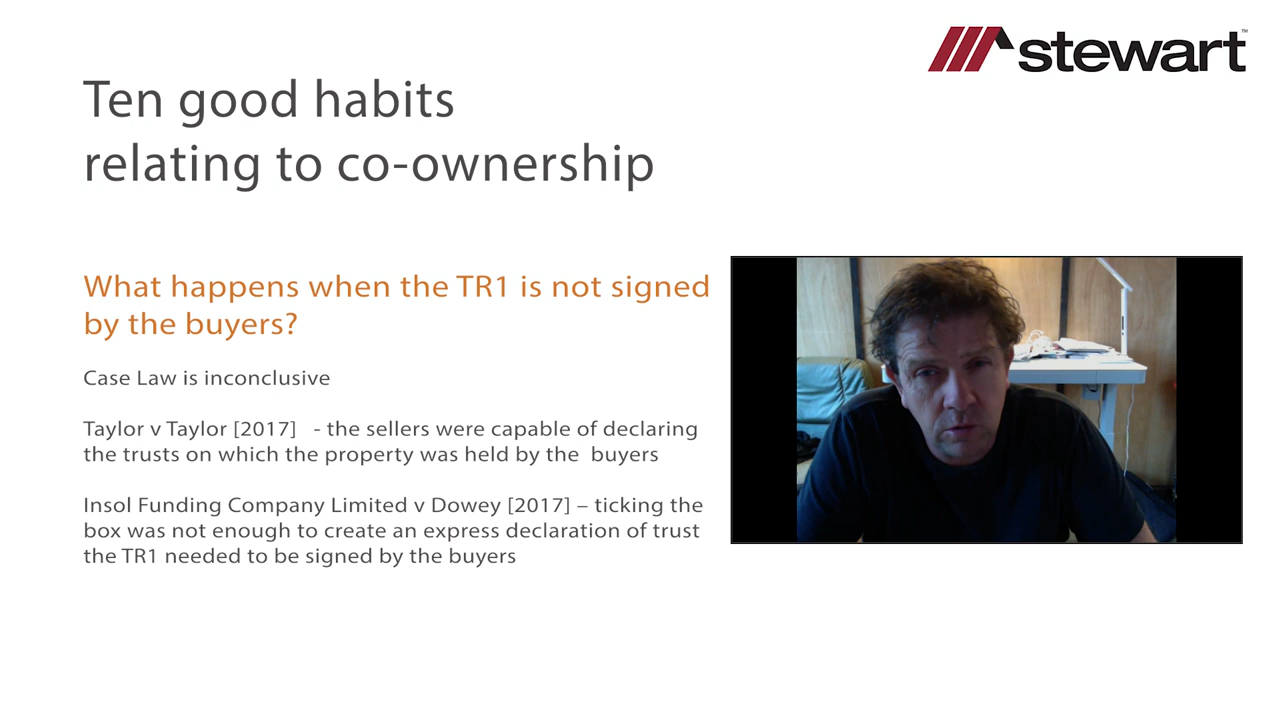 stewart™
Ten good habits
relating to co-ownership
What happens when the TR1 is not signed
by the buyers?
Case Law is inconclusive
Taylor v Taylor [2017]   - the sellers were capable of declaring
the trusts on which the property was held by the  buyers
Insol Funding Company Limited v Dowey [2017] – ticking the
box was not enough to create an express declaration of trust
the TR1 needed to be signed by the buyers